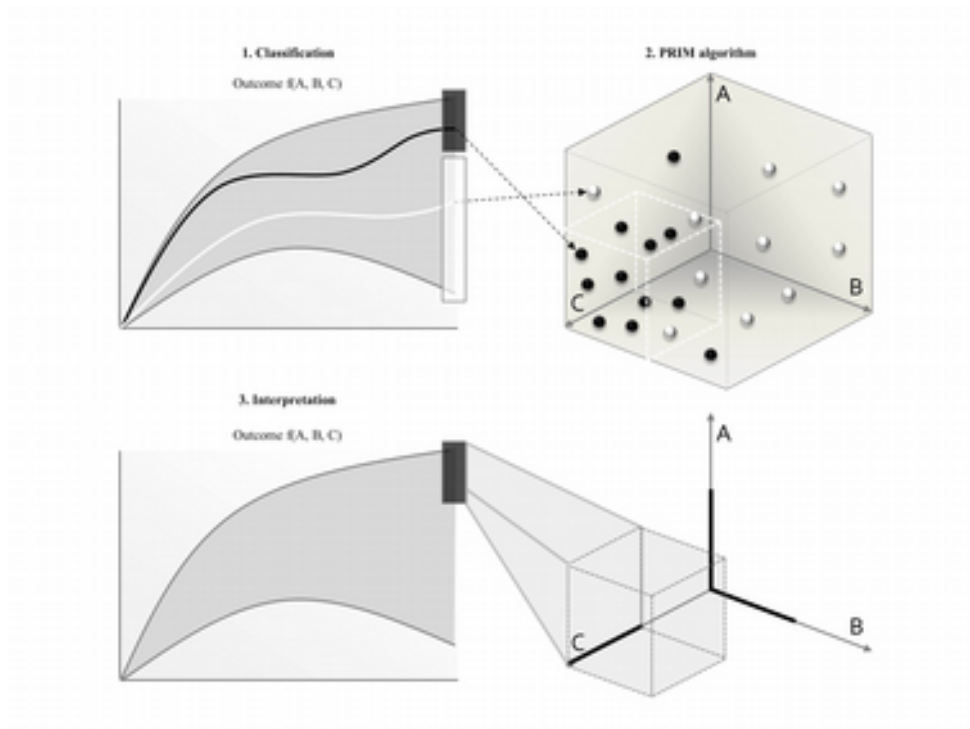 1. Classification
Outcome f(A, B, C)
2. PRIM algorithm
A
B
C
3. Interpretation
Outcome f(A, B, C)
A
B
C